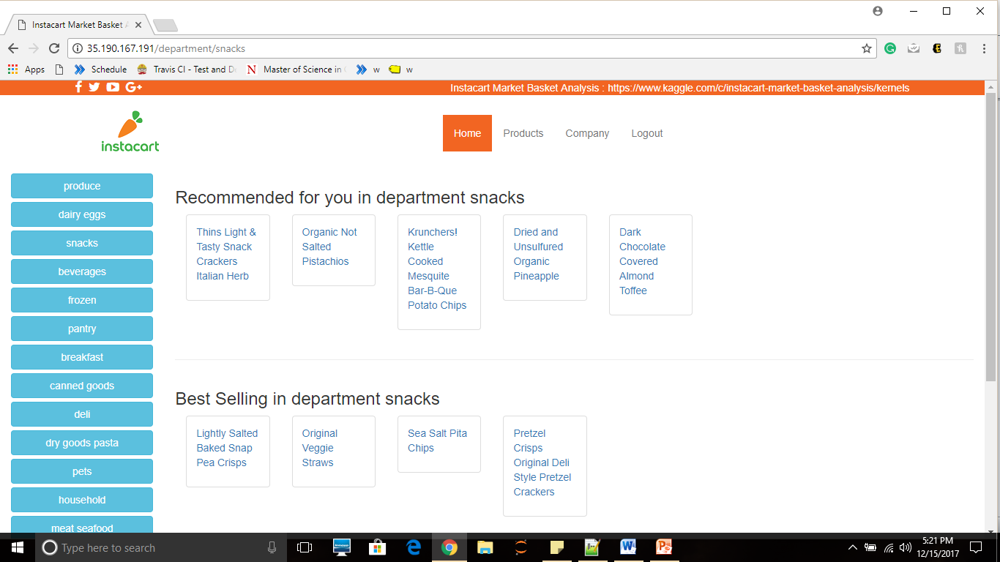 Instacart Market Basket A
35.190.167.191/department/snacks
Apps Schedule Travis CI - Test and De Master of Science in w w
Instacart Market Basket Analysis : https://www.kaggle.com/c/instacart-market-basket-analysis/kernels
instacart
Home Products Company Logout
produce
dairy eggs
snacks
beverages
frozen
pantry
breakfast
canned goods
deli
dry goods pasta
pets
household
meat seafood
Recommended for you in department snacks
Thins Light &
Tasty Snack
Crackers
Italian Herb
Organic Not
Salted
Pistachios
Krunchers!
Kettle
Cooked
Mesquite
Bar-B-Que
Potato Chips
Dried and
Unsulfured
Organic
Pineapple
Dark
Chocolate
Covered
Almond
Toffee
Best Selling in department snacks
Lightly Salted
Baked Snap
Pea Crisps
Original
Veggie
Straws
Sea Salt Pita
Chips
Pretzel
Crisps
Original Deli
Style Pretzel
Crackers
Type here to search
5:21 PM
12/15/2017